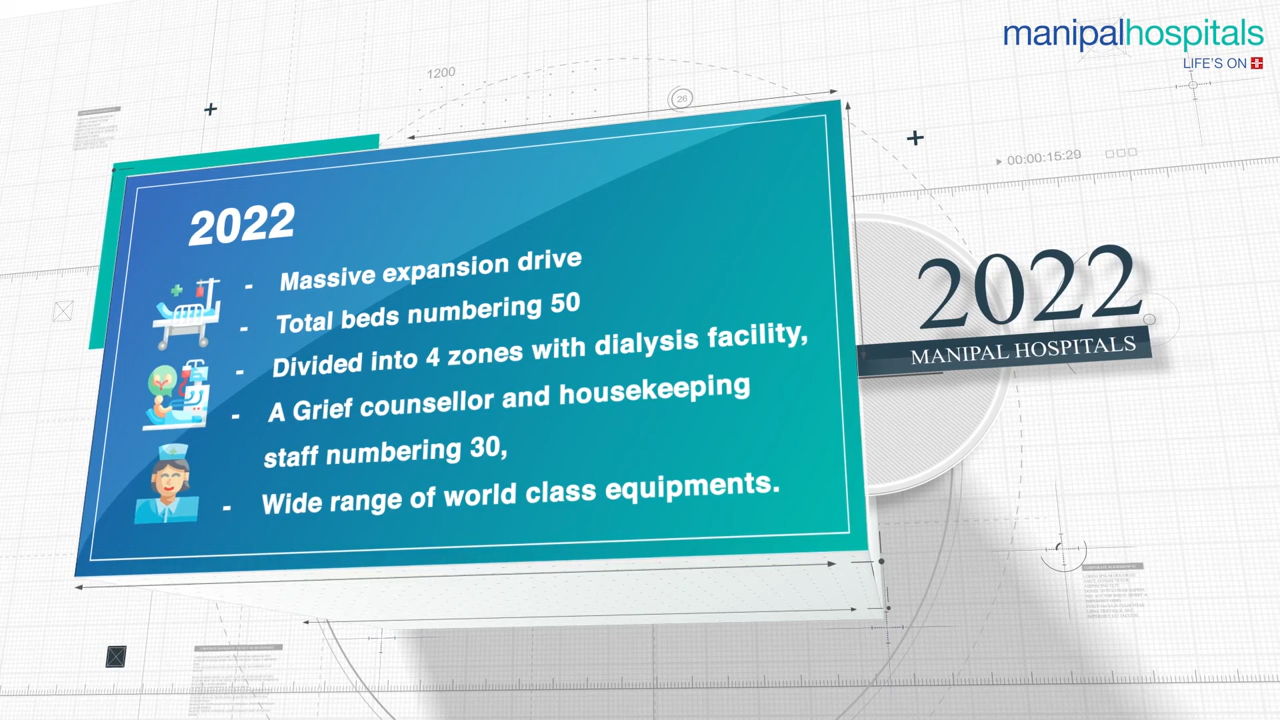 manipalhospitals
LIFE'S ON
1200
26
00:00:15:29
2022
- Massive expansion drive
- Total beds numbering 50
- Divided into 4 zones with dialysis facility,
- A Grief counsellor and housekeeping
staff numbering 30,
- Wide range of world class equipments.
2022
MANIPAL HOSPITALS